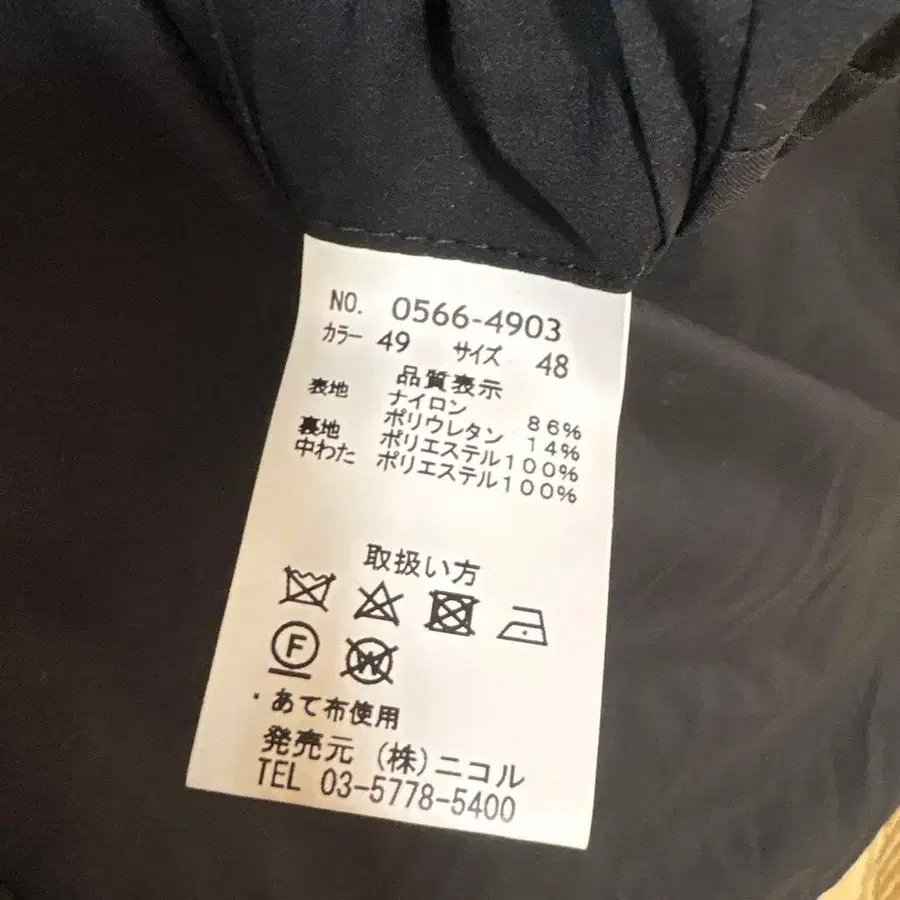 NO. 0566-4903
カラー 49 サイズ 48
品質表示
表地 ナイロン 86%
ポリウレタン 14%
裏地 ポリエステル100%
中わた ポリエステル100%
取扱い方
F W
・あて布使用
発売元 (株)ニコル
TEL 03-5778-5400